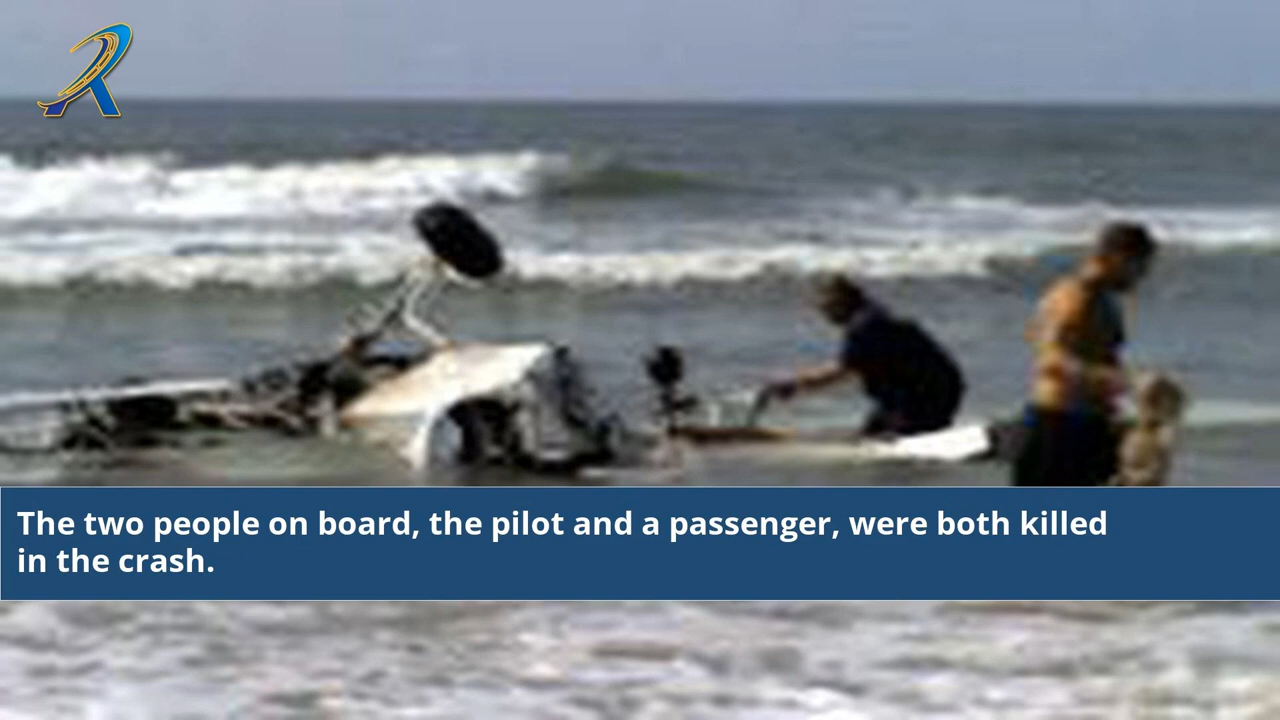 The two people on board, the pilot and a passenger, were both killed
in the crash.